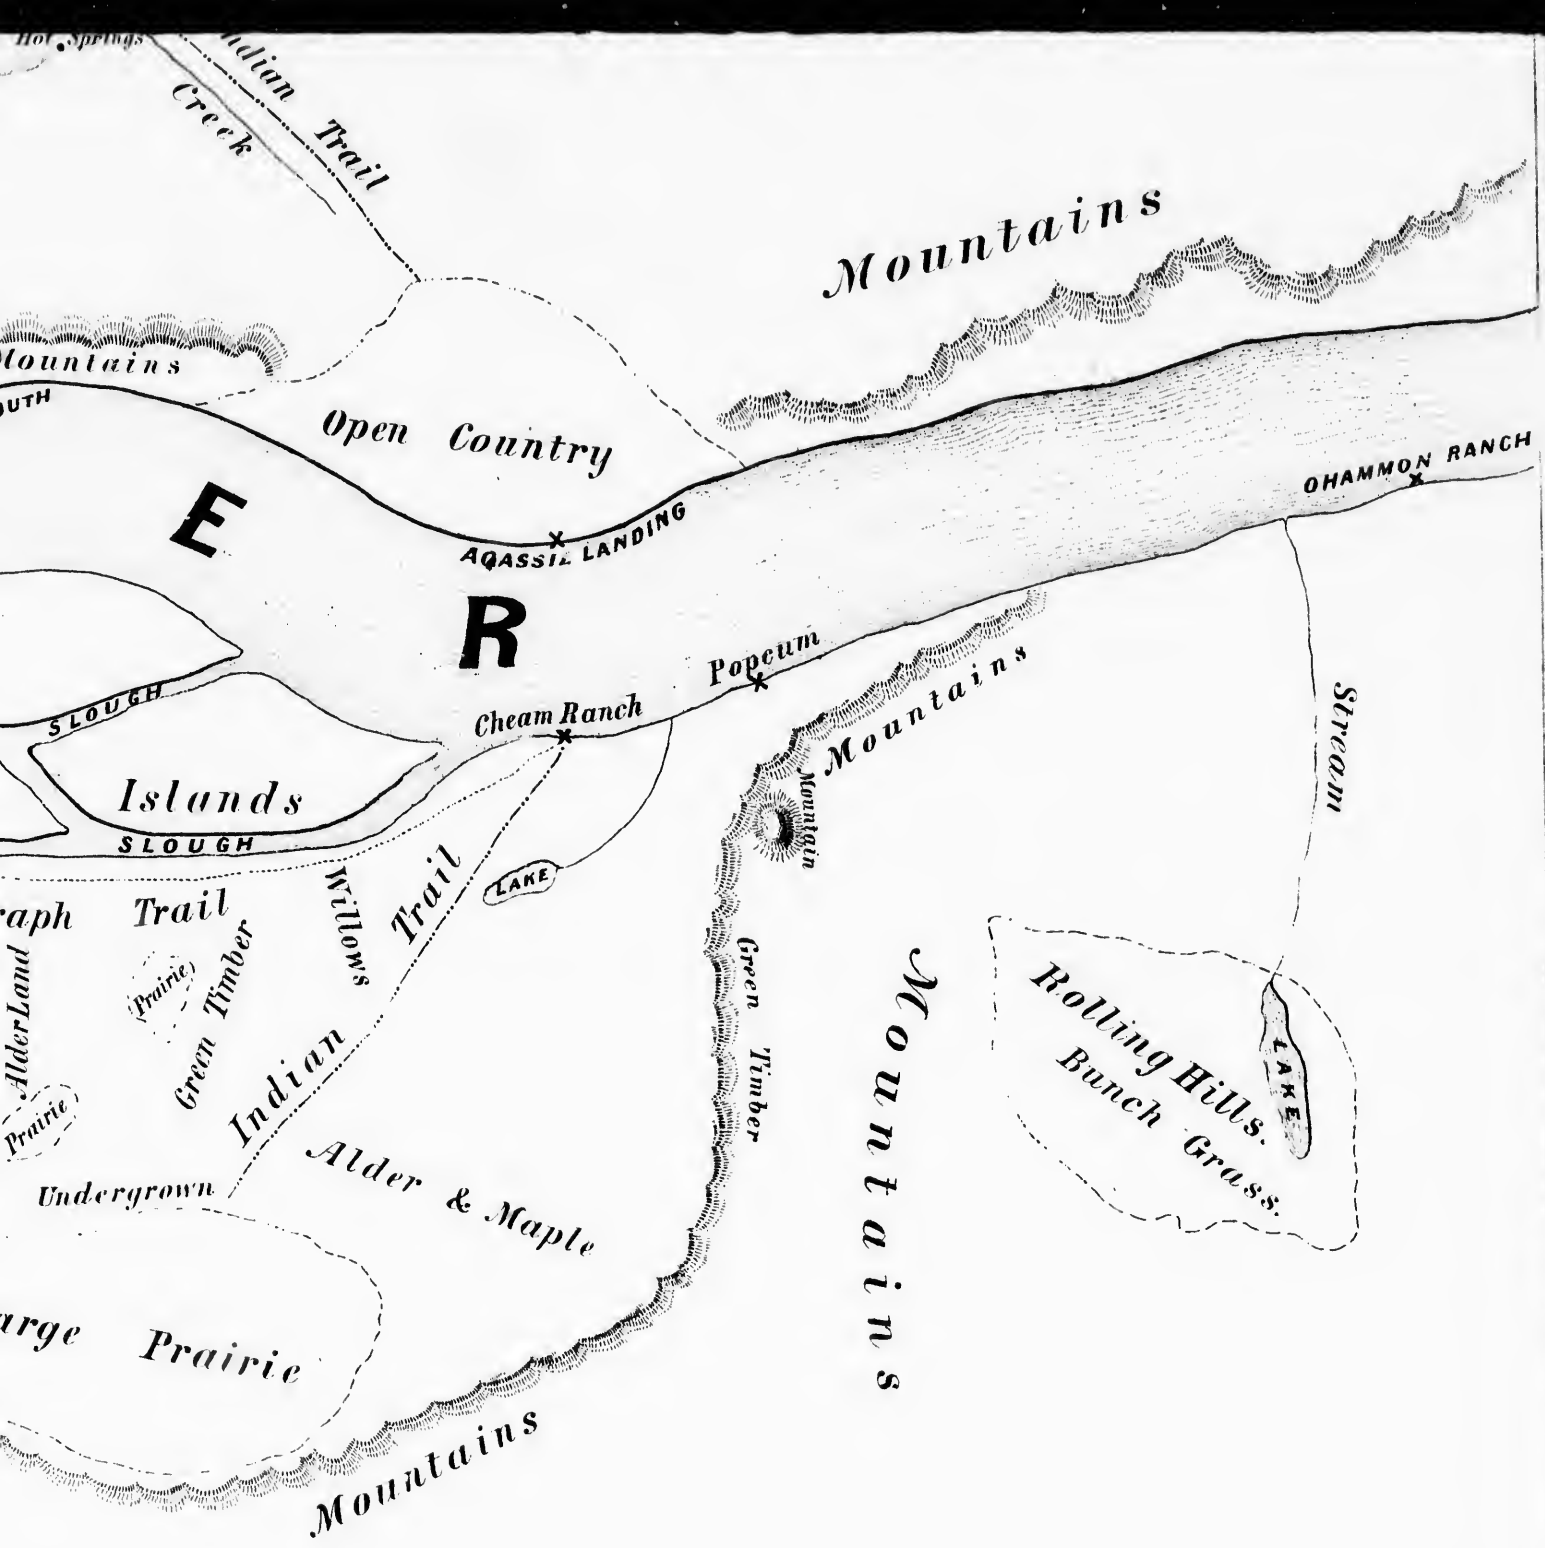 Hot Springs
ndian Trail
Creek
Mountains
Mountains
OUTH
Open Country
OHAMMON RANCH
E
AQASSIZ LANDING
R
Popcum
Cheam Ranch
Mountains
SLOUGH
Stream
Islands
Mountain
SLOUGH
LAKE
raph Trail
Willows
Indian Trail
Prairie
Green Timber
Alder Land
Green Timber
Mountains
Rolling Hills.
Bunch Grass.
LAKE
Prairie
Undergrown
Alder & Maple
arge Prairie
Mountains